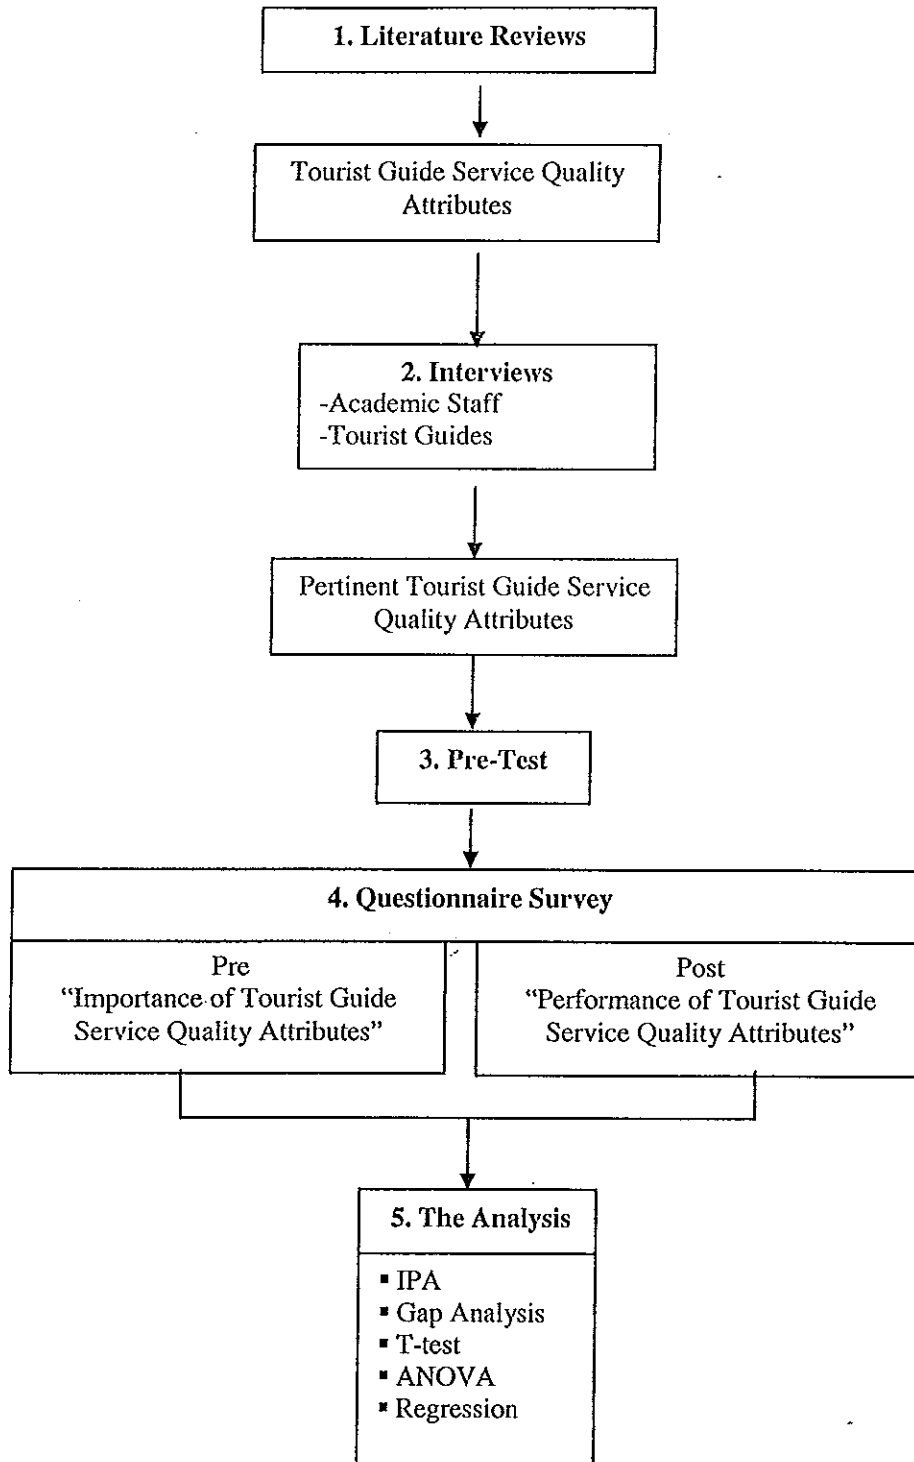 1. Literature Reviews
Tourist Guide Service Quality
Attributes
2. Interviews
-Academic Staff
-Tourist Guides
Pertinent Tourist Guide Service
Quality Attributes
3. Pre-Test
4. Questionnaire Survey
Pre
“Importance of Tourist Guide
Service Quality Attributes”
Post
“Performance of Tourist Guide
Service Quality Attributes”
5. The Analysis
▪ IPA
▪ Gap Analysis
▪ T-test
▪ ANOVA
▪ Regression